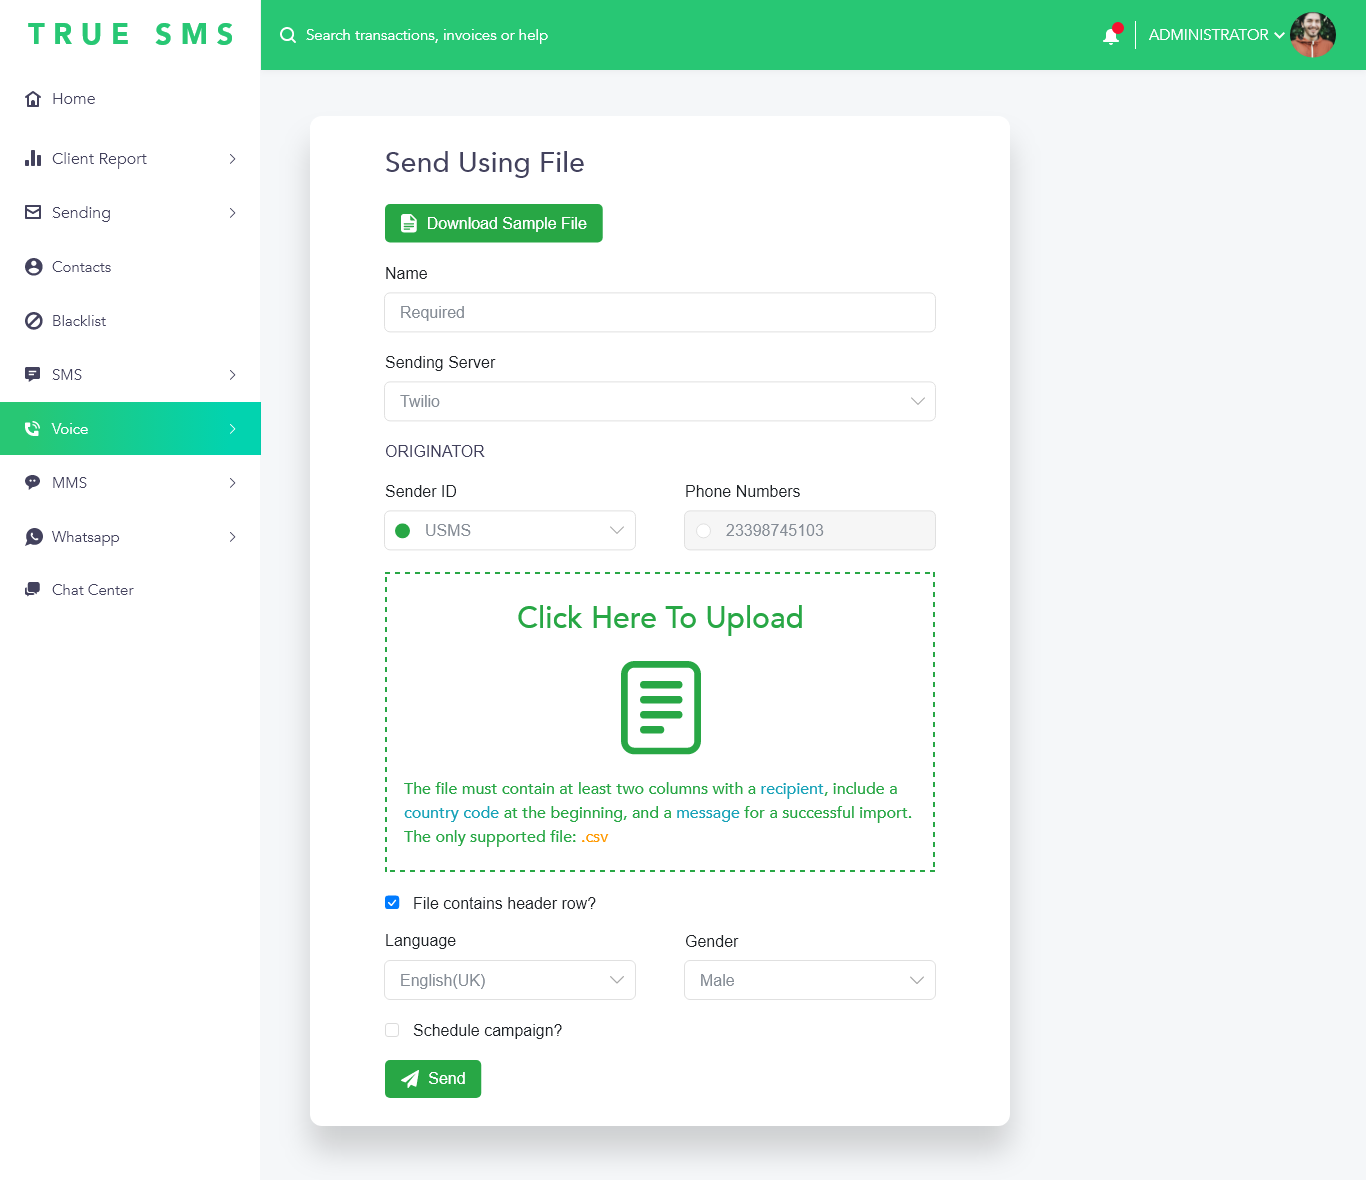 TRUE SMS
Search transactions, invoices or help
ADMINISTRATOR
Home
Client Report
Sending
Contacts
Blacklist
SMS
Voice
MMS
Whatsapp
Chat Center
Send Using File
Download Sample File
Name
Required
Sending Server
Twilio
ORIGINATOR
Sender ID
Phone Numbers
USMS
23398745103
Click Here To Upload
The file must contain at least two columns with a recipient, include a
country code at the beginning, and a message for a successful import.
The only supported file: .csv
File contains header row?
Language
Gender
English(UK)
Male
Schedule campaign?
Send